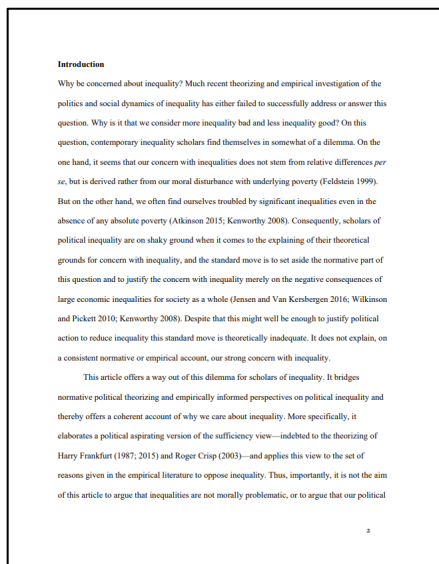 Introduction
Why be concerned about inequality? Much recent theorizing and empirical investigation of the
politics and social dynamics of inequality has either failed to successfully address or answer this
question. Why is it that we consider more inequality bad and less inequality good? On this
question, contemporary inequality scholars find themselves in somewhat of a dilemma. On the
one hand, it seems that our concern with inequalities does not stem from relative differences per
se, but is derived rather from our moral disturbance with underlying poverty (Feldstein 1999).
But on the other hand, we often find ourselves troubled by significant inequalities even in the
absence of any absolute poverty (Atkinson 2015; Kenworthy 2008). Consequently, scholars of
political inequality are on shaky ground when it comes to the explaining of their theoretical
grounds for concern with inequality, and the standard move is to set aside the normative part of
this question and to justify the concern with inequality merely on the negative consequences of
large economic inequalities for society as a whole (Jensen and Van Kersbergen 2016; Wilkinson
and Pickett 2010; Kenworthy 2008). Despite that this might well be enough to justify political
action to reduce inequality this standard move is theoretically inadequate. It does not explain, on
a consistent normative or empirical account, our strong concern with inequality.
This article offers a way out of this dilemma for scholars of inequality. It bridges
normative political theorizing and empirically informed perspectives on political inequality and
thereby offers a coherent account of why we care about inequality. More specifically, it
elaborates a political aspirating version of the sufficiency view—indebted to the theorizing of
Harry Frankfurt (1987; 2015) and Roger Crisp (2003)—and applies this view to the set of
reasons given in the empirical literature to oppose inequality. Thus, importantly, it is not the aim
of this article to argue that inequalities are not morally problematic, or to argue that our political
2